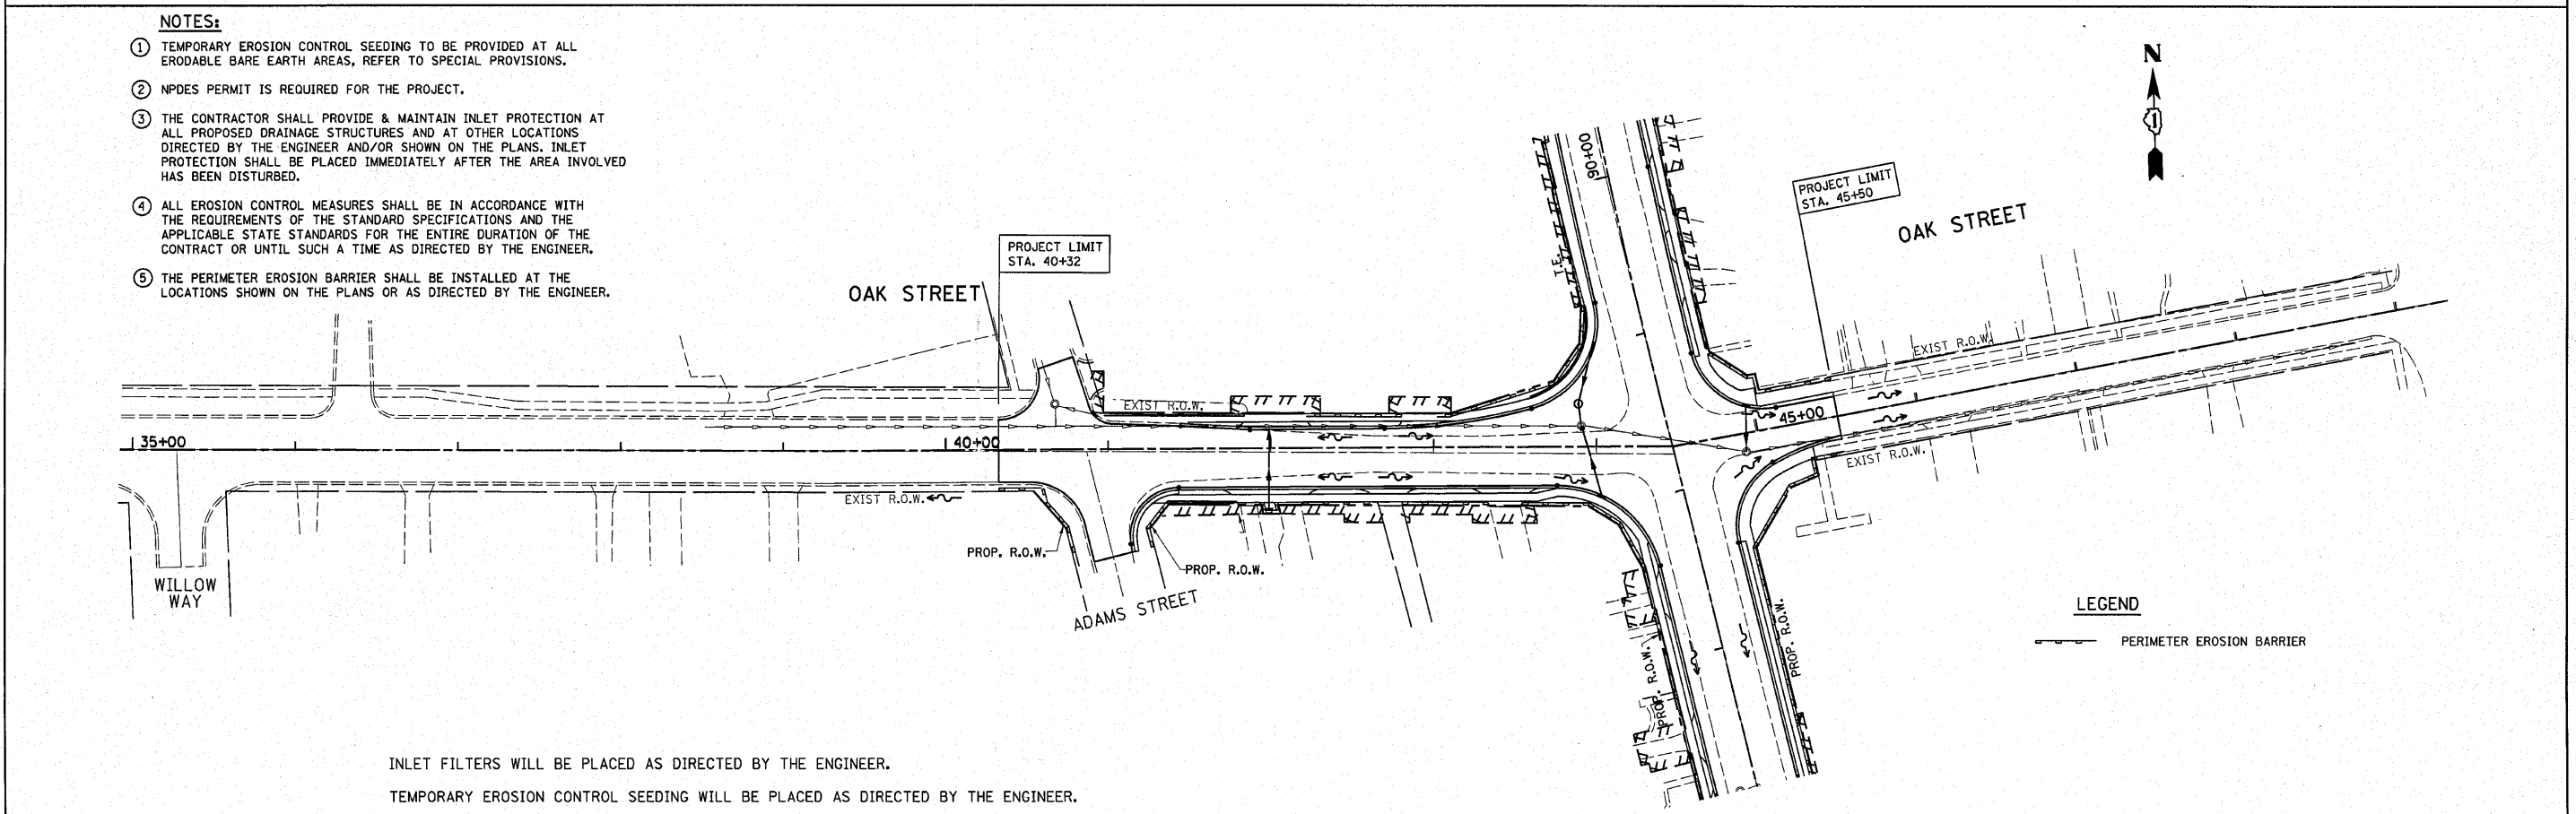 NOTES:
① TEMPORARY EROSION CONTROL SEEDING TO BE PROVIDED AT ALL
ERODABLE BARE EARTH AREAS, REFER TO SPECIAL PROVISIONS.
② NPDES PERMIT IS REQUIRED FOR THE PROJECT.
③ THE CONTRACTOR SHALL PROVIDE & MAINTAIN INLET PROTECTION AT
ALL PROPOSED DRAINAGE STRUCTURES AND AT OTHER LOCATIONS
DIRECTED BY THE ENGINEER AND/OR SHOWN ON THE PLANS. INLET
PROTECTION SHALL BE PLACED IMMEDIATELY AFTER THE AREA INVOLVED
HAS BEEN DISTURBED.
④ ALL EROSION CONTROL MEASURES SHALL BE IN ACCORDANCE WITH
THE REQUIREMENTS OF THE STANDARD SPECIFICATIONS AND THE
APPLICABLE STATE STANDARDS FOR THE ENTIRE DURATION OF THE
CONTRACT OR UNTIL SUCH A TIME AS DIRECTED BY THE ENGINEER.
⑤ THE PERIMETER EROSION BARRIER SHALL BE INSTALLED AT THE
LOCATIONS SHOWN ON THE PLANS OR AS DIRECTED BY THE ENGINEER.
N
1
90+00
PROJECT LIMIT
STA. 45+50
OAK STREET
PROJECT LIMIT
STA. 40+32
OAK STREET
T.E.
EXIST R.O.W.
EXIST R.O.W.
45+00
35+00
40+00
EXIST R.O.W.
EXIST R.O.W.
PROP. R.O.W.
PROP. R.O.W.
WILLOW
WAY
ADAMS STREET
PROP. R.O.W.
PROP. R.O.W.
LEGEND
PERIMETER EROSION BARRIER
INLET FILTERS WILL BE PLACED AS DIRECTED BY THE ENGINEER.
TEMPORARY EROSION CONTROL SEEDING WILL BE PLACED AS DIRECTED BY THE ENGINEER.